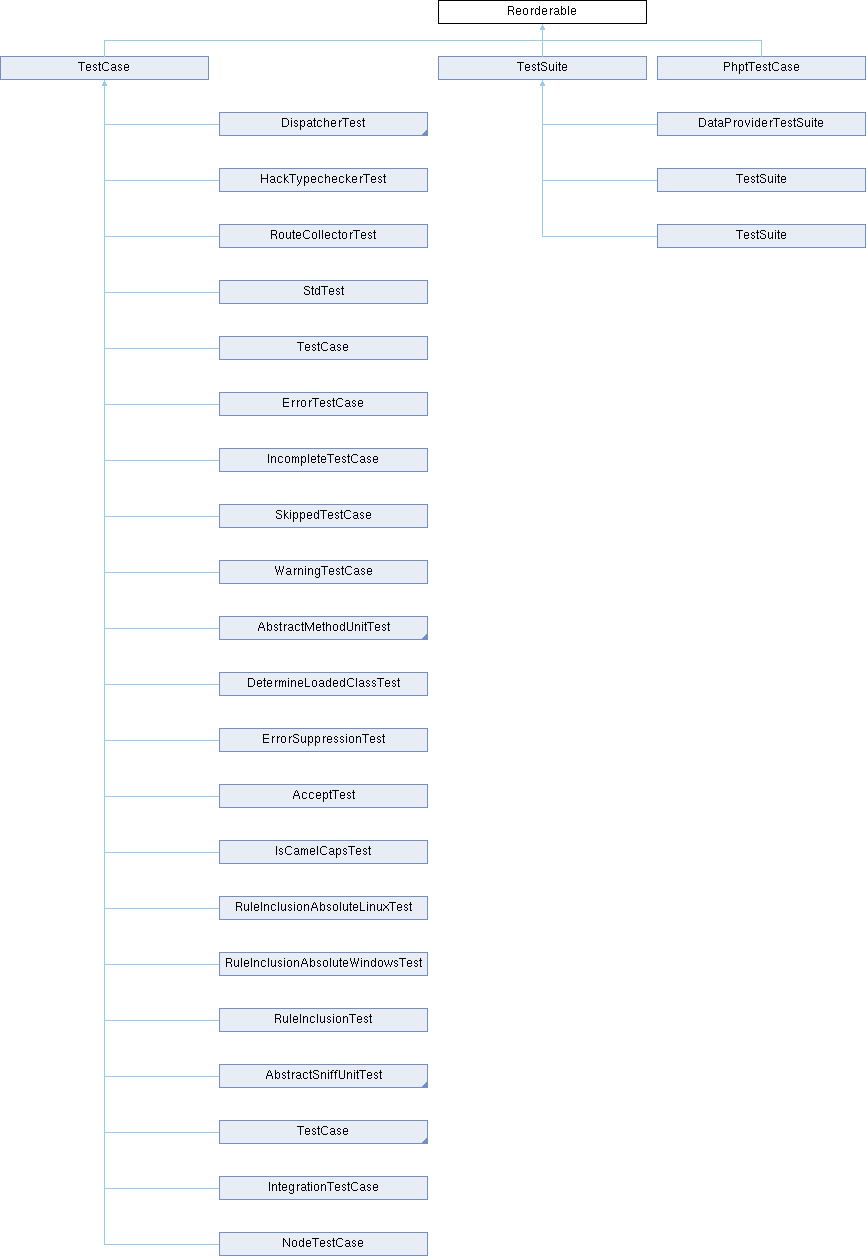 Reorderable
TestCase
TestSuite
PhptTestCase
DispatcherTest
DataProviderTestSuite
HackTypecheckerTest
TestSuite
RouteCollectorTest
TestSuite
StdTest
TestCase
ErrorTestCase
IncompleteTestCase
SkippedTestCase
WarningTestCase
AbstractMethodUnitTest
DetermineLoadedClassTest
ErrorSuppressionTest
AcceptTest
IsCamelCapsTest
RuleInclusionAbsoluteLinuxTest
RuleInclusionAbsoluteWindowsTest
RuleInclusionTest
AbstractSniffUnitTest
TestCase
IntegrationTestCase
NodeTestCase